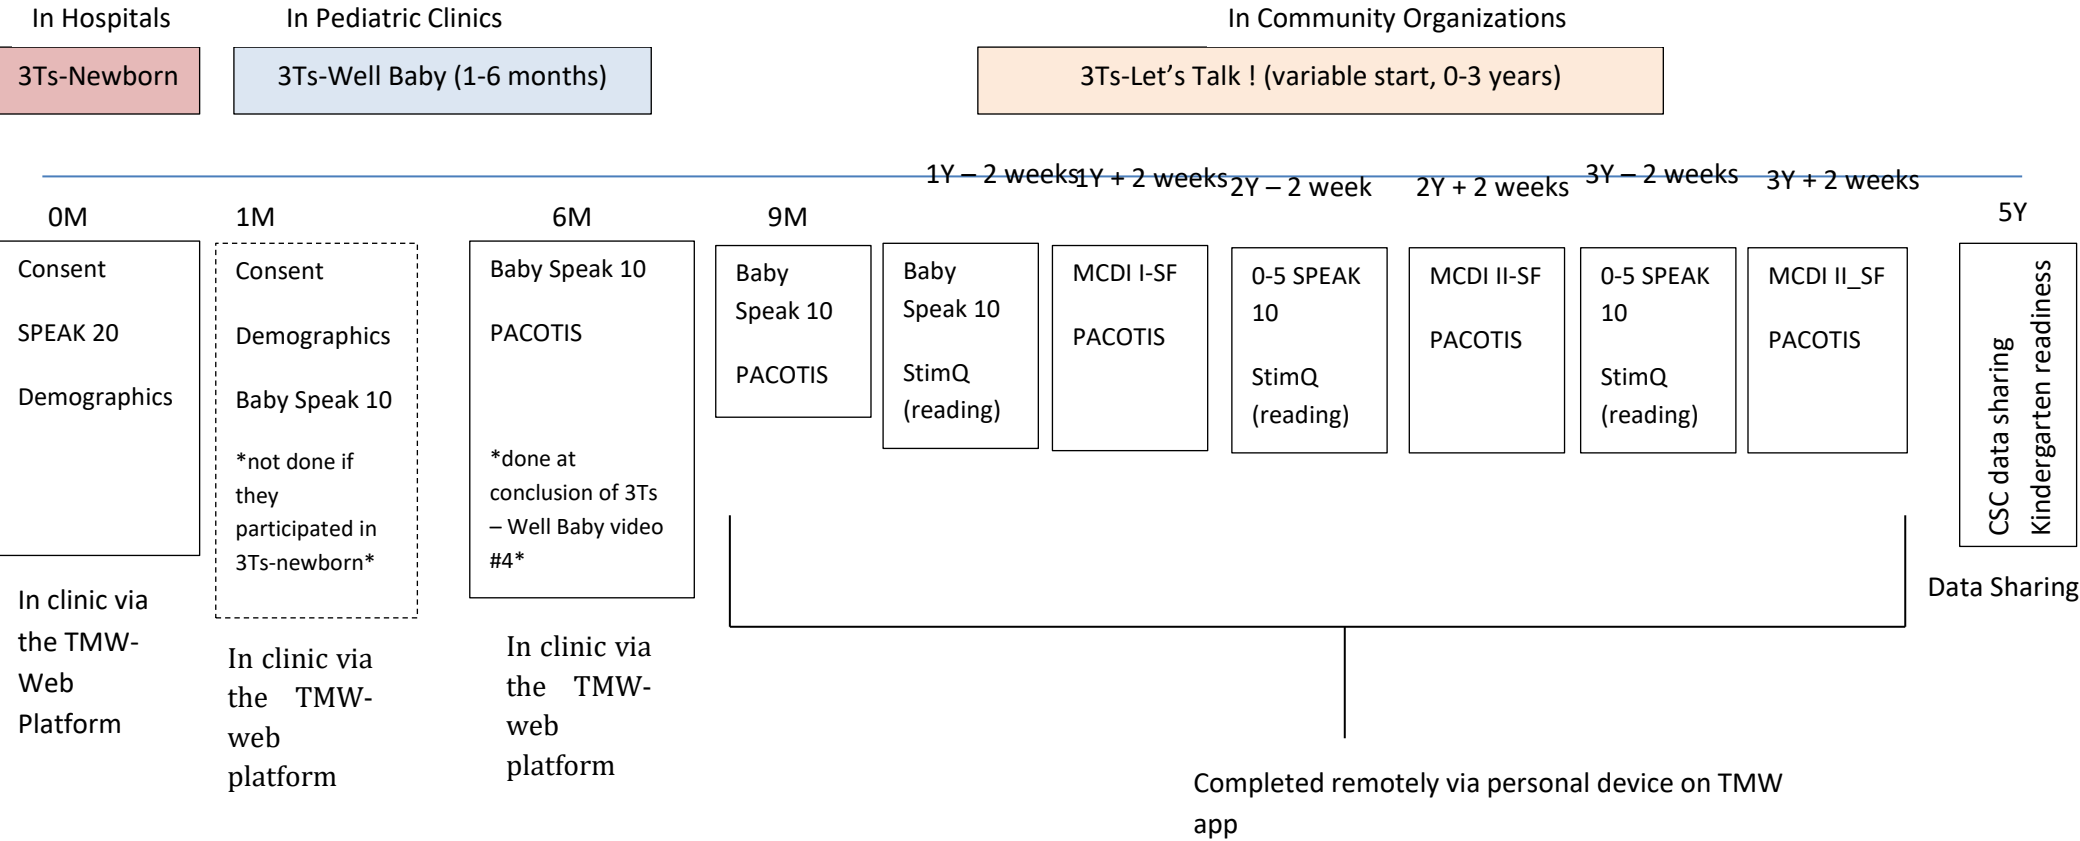 In Hospitals
In Pediatric Clinics
In Community Organizations
3Ts-Newborn
3Ts-Well Baby (1-6 months)
3Ts-Let’s Talk ! (variable start, 0-3 years)
1Y – 2 weeks
1Y + 2 weeks
2Y – 2 week
2Y + 2 weeks
3Y – 2 weeks
3Y + 2 weeks
0M
1M
6M
9M
5Y
Consent
SPEAK 20
Demographics
Consent
Demographics
Baby Speak 10
*not done if
they
participated in
3Ts-newborn*
Baby Speak 10
PACOTIS
*done at
conclusion of 3Ts
– Well Baby video
#4*
Baby
Speak 10
PACOTIS
Baby
Speak 10
StimQ
(reading)
MCDI I-SF
PACOTIS
0-5 SPEAK
10
StimQ
(reading)
MCDI II-SF
PACOTIS
0-5 SPEAK
10
StimQ
(reading)
MCDI II_SF
PACOTIS
CSC data sharing
Kindergarten readiness
In clinic via
the TMW-
Web
Platform
In clinic via
the TMW-
web
platform
In clinic via
the TMW-
web
platform
Data Sharing
Completed remotely via personal device on TMW
app